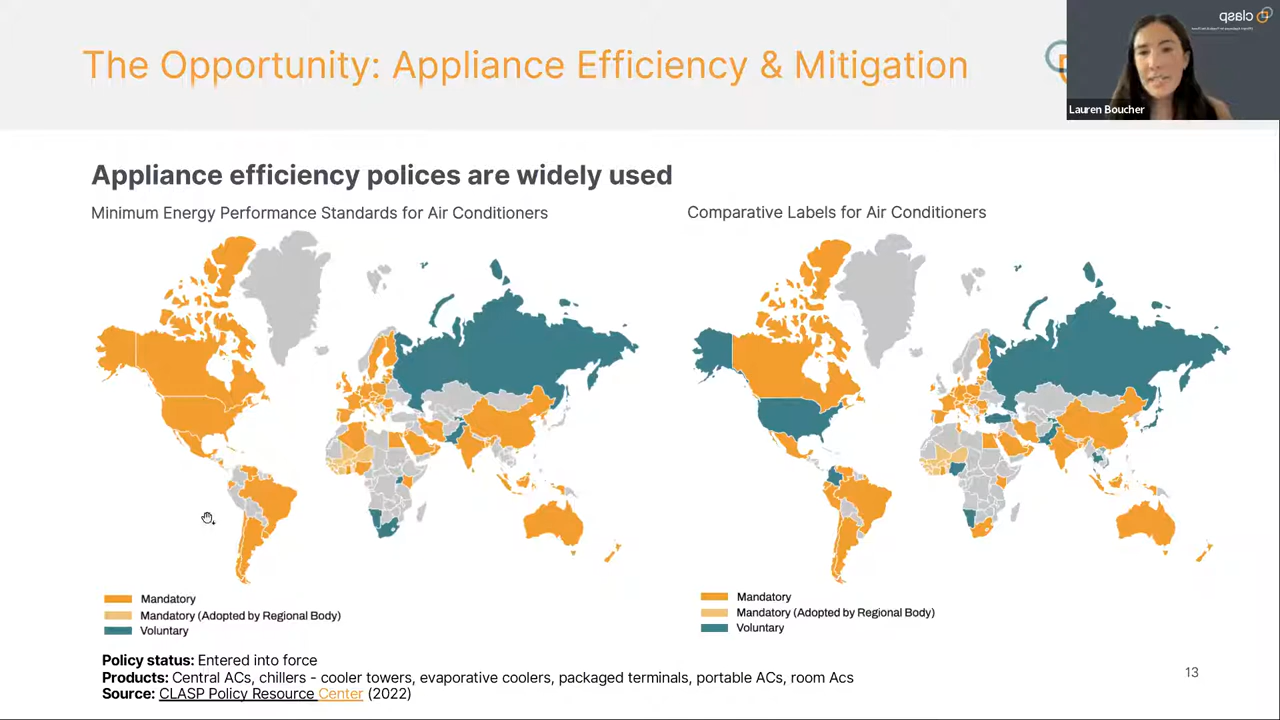 The Opportunity: Appliance Efficiency & Mitigation
clasp
Lauren Boucher
Appliance efficiency polices are widely used
Minimum Energy Performance Standards for Air Conditioners
Comparative Labels for Air Conditioners
Mandatory
Mandatory (Adopted by Regional Body)
Voluntary
Mandatory
Mandatory (Adopted by Regional Body)
Voluntary
Policy status: Entered into force
Products: Central ACs, chillers - cooler towers, evaporative coolers, packaged terminals, portable ACs, room Acs
Source: CLASP Policy Resource Center (2022)
13